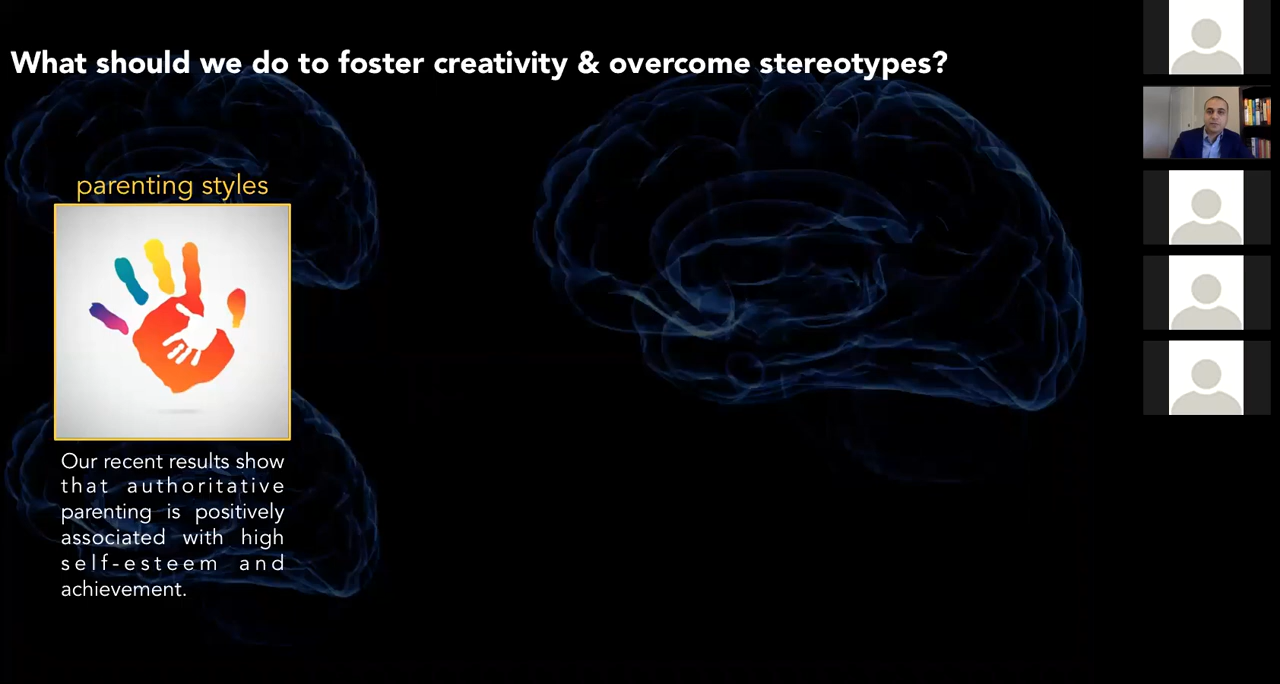 What should we do to foster creativity & overcome stereotypes?
parenting styles
Our recent results show
that authoritative
parenting is positively
associated with high
self-esteem and
achievement.